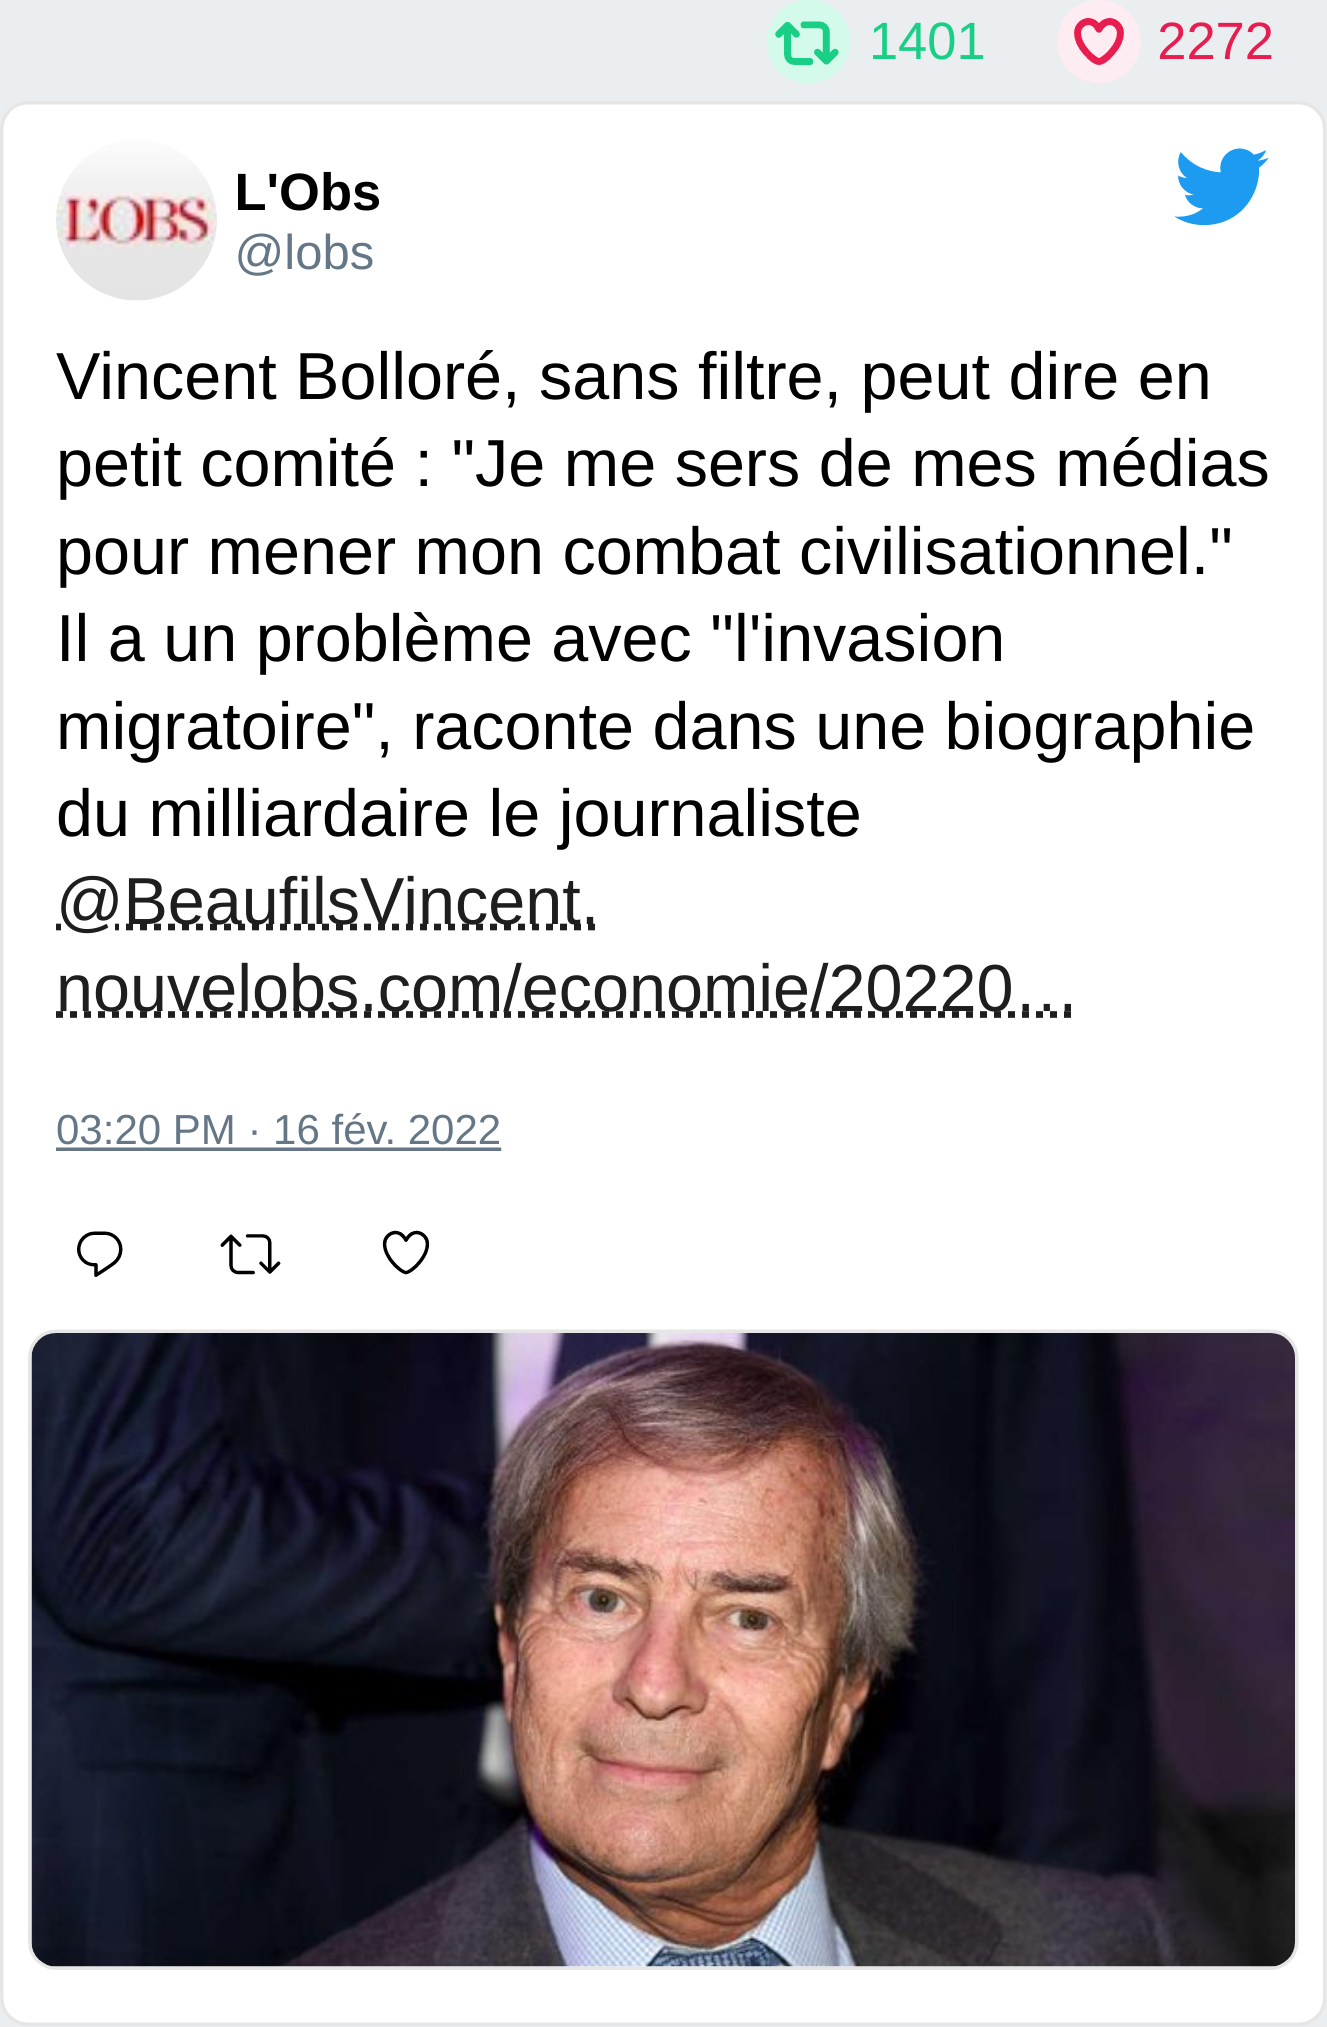 1401 2272
L'OBS
L'Obs
@lobs
Vincent Bolloré, sans filtre, peut dire en
petit comité : "Je me sers de mes médias
pour mener mon combat civilisationnel."
Il a un problème avec "l'invasion
migratoire", raconte dans une biographie
du milliardaire le journaliste
@BeaufilsVincent.
nouvelobs.com/economie/20220…
03:20 PM · 16 fév. 2022